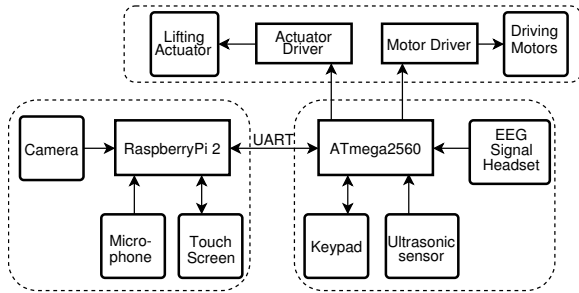 Lifting
Actuator
Actuator
Driver
Motor Driver
Driving
Motors
Camera
RaspberryPi 2
UART
ATmega2560
EEG
Signal
Headset
Micro-
phone
Touch
Screen
Keypad
Ultrasonic
sensor